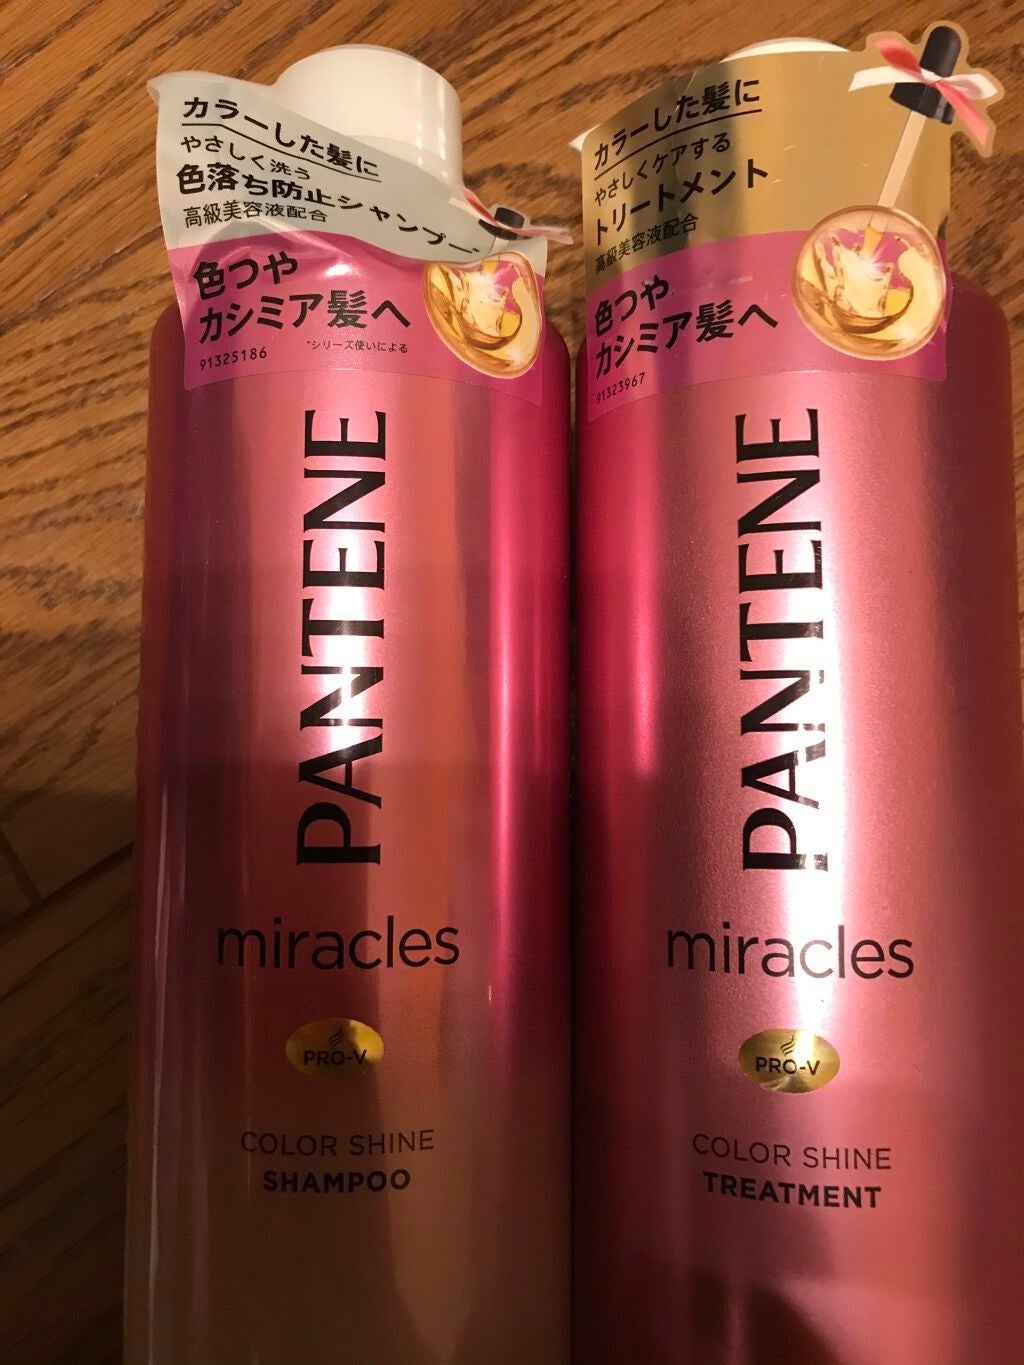 カラーした髪に
やさしく洗う
色落ち防止シャンプー*
高級美容液配合
色つや
カシミア髪へ
91325186
*シリーズ使いによる
PANTENE
miracles
PRO-V
COLOR SHINE
SHAMPOO
カラーした髪に
やさしくケアする
トリートメント
高級美容液配合
色つや
カシミア髪へ
91323967
PANTENE
miracles
PRO-V
COLOR SHINE
TREATMENT